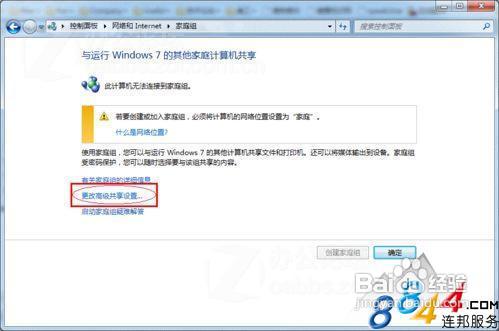 控制面板 ▸ 网络和 Internet ▸ 家庭组
搜索控制面板
与运行 Windows 7 的其他家庭计算机共享
此计算机无法连接到家庭组。
若要创建或加入家庭组，必须将计算机的网络位置设置为“家庭”。
什么是网络位置?
使用家庭组，您可以与运行 Windows 7 的其他计算机共享文件和打印机。还可以将媒体输出到设备。家庭组
受密码保护，您可以随时选择要与该组共享的内容。
有关家庭组的详细信息
更改高级共享设置...
启动家庭组疑难解答
创建家庭组
确定
Baidu 经验
8844.com
连邦服务